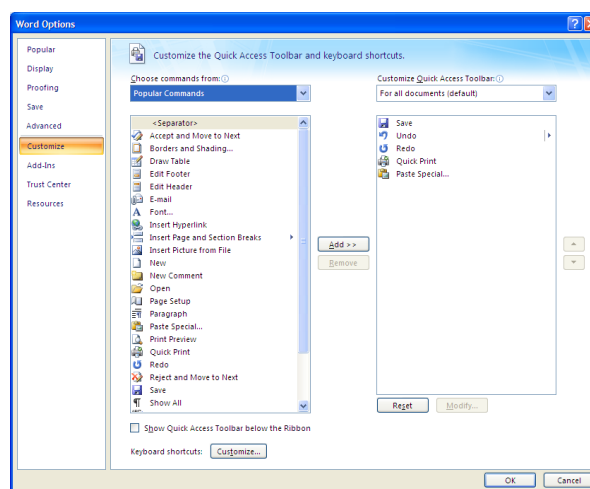 Word Options
Popular
Display
Proofing
Save
Advanced
Customize
Add-Ins
Trust Center
Resources
Customize the Quick Access Toolbar and keyboard shortcuts.
Choose commands from:
Popular Commands
<Separator>
Accept and Move to Next
Borders and Shading...
Draw Table
Edit Footer
Edit Header
E-mail
Font...
Insert Hyperlink
Insert Page and Section Breaks
Insert Picture from File
New
New Comment
Open
Page Setup
Paragraph
Paste Special...
Print Preview
Quick Print
Redo
Reject and Move to Next
Save
Show All
Add >>
Remove
Customize Quick Access Toolbar:
For all documents (default)
Save
Undo
Redo
Quick Print
Paste Special...
Reset
Modify...
Show Quick Access Toolbar below the Ribbon
Keyboard shortcuts:
Customize...
OK
Cancel